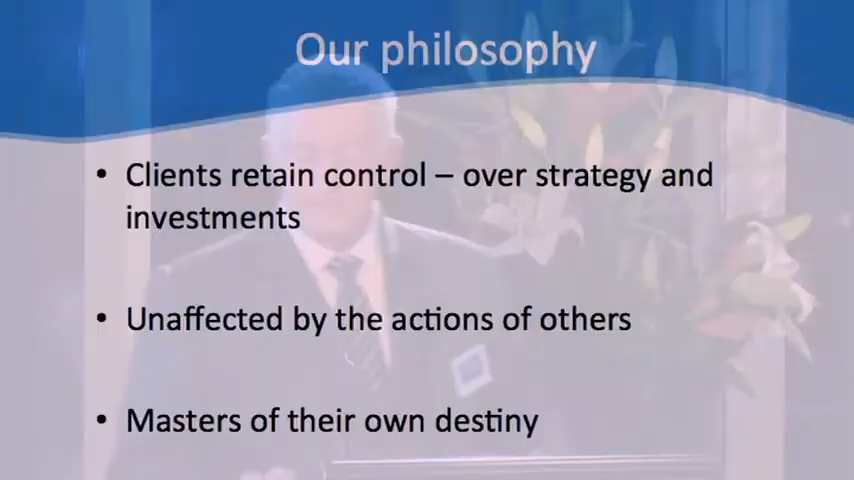 Our philosophy
• Clients retain control – over strategy and
investments
• Unaffected by the actions of others
• Masters of their own destiny